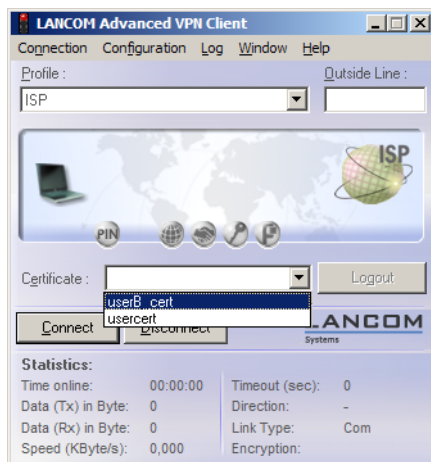 LANCOM Advanced VPN Client
Connection Configuration Log Window Help
Profile : Outside Line :
ISP
ISP
PIN
Certificate : Logout
userB_cert
usercert
Connect Disconnect LANCOM
Systems
Statistics:
Time online: 00:00:00 Timeout (sec): 0
Data (Tx) in Byte: 0 Direction: -
Data (Rx) in Byte: 0 Link Type: Com
Speed (KByte/s): 0,000 Encryption: